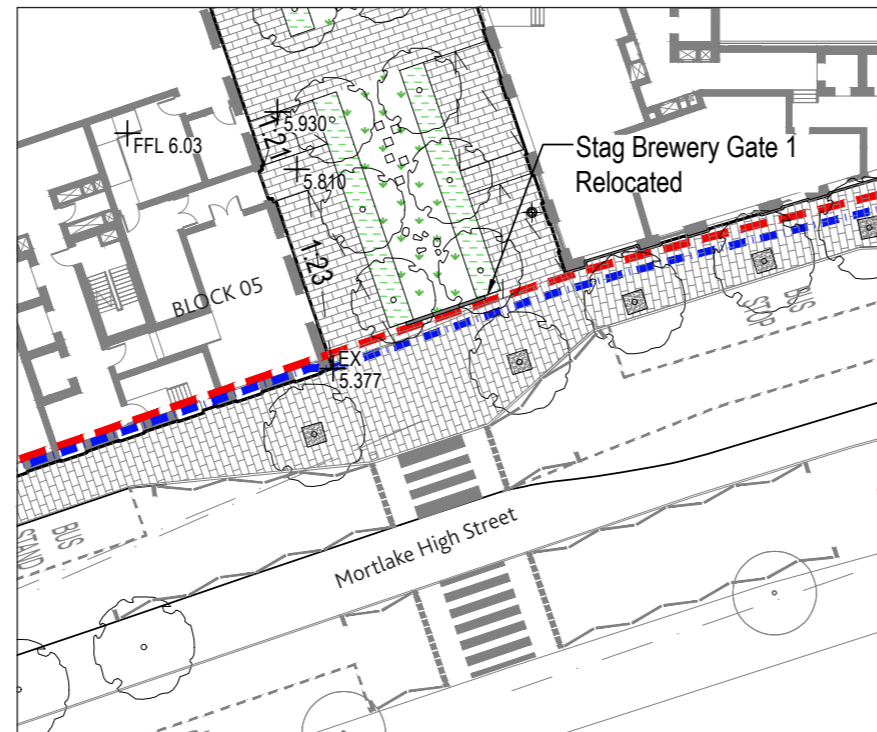 5.930
1:21
FFL 6.03
Stag Brewery Gate 1
Relocated
5.810
1:23
BLOCK 05
BUS
STOP
EX
5.377
BUS
STAND
Mortlake High Street